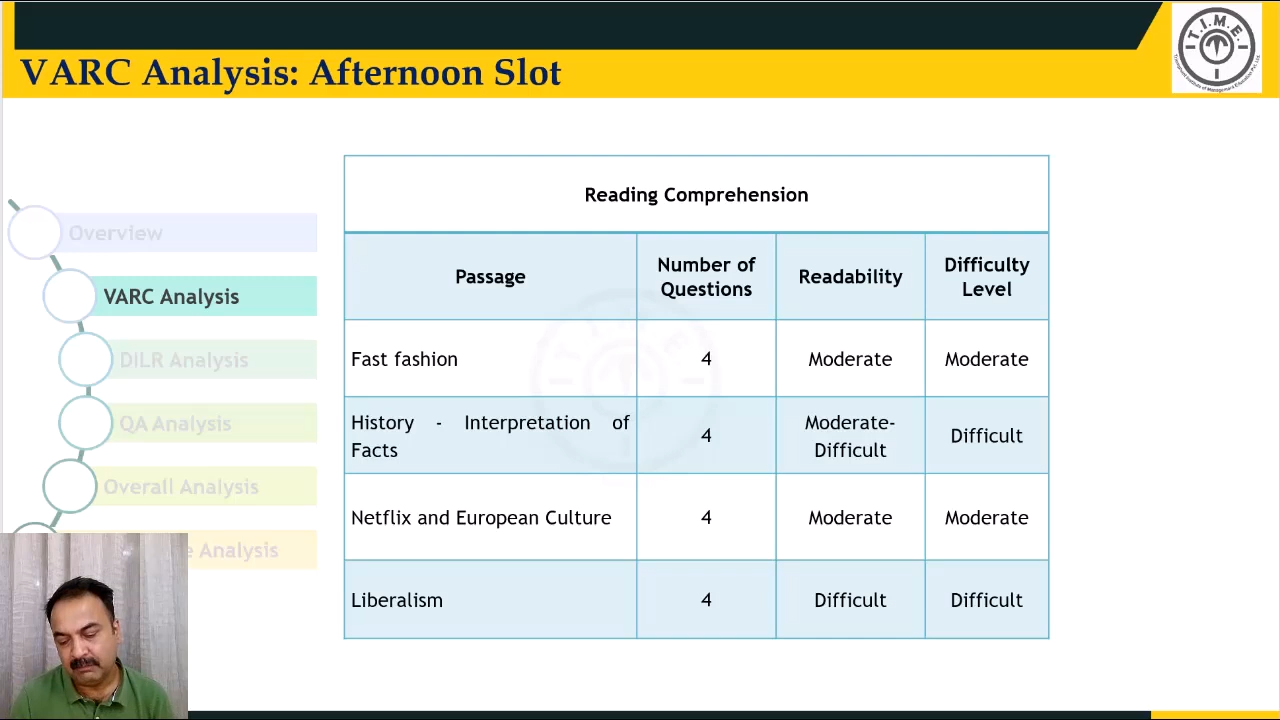 VARC Analysis: Afternoon Slot
T.I.M.E.
Overview
VARC Analysis
DILR Analysis
QA Analysis
Overall Analysis
Analysis
Reading Comprehension
Passage
Number of
Questions
Readability
Difficulty
Level
Fast fashion
4
Moderate
Moderate
History - Interpretation of
Facts
4
Moderate-
Difficult
Difficult
Netflix and European Culture
4
Moderate
Moderate
Liberalism
4
Difficult
Difficult